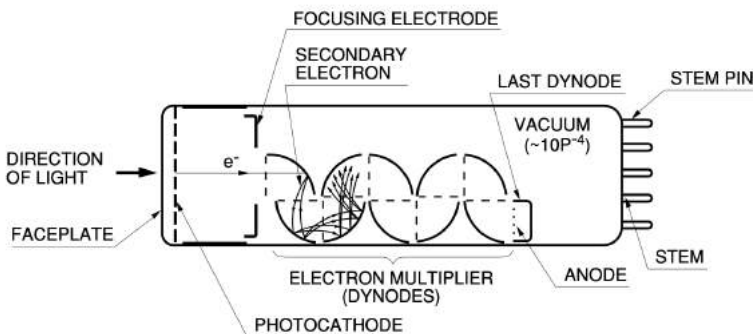 FOCUSING ELECTRODE
SECONDARY
ELECTRON
LAST DYNODE
STEM PIN
VACUUM
(~10P⁻⁴)
DIRECTION
OF LIGHT
e⁻
FACEPLATE
STEM
ELECTRON MULTIPLIER
(DYNODES)
ANODE
PHOTOCATHODE